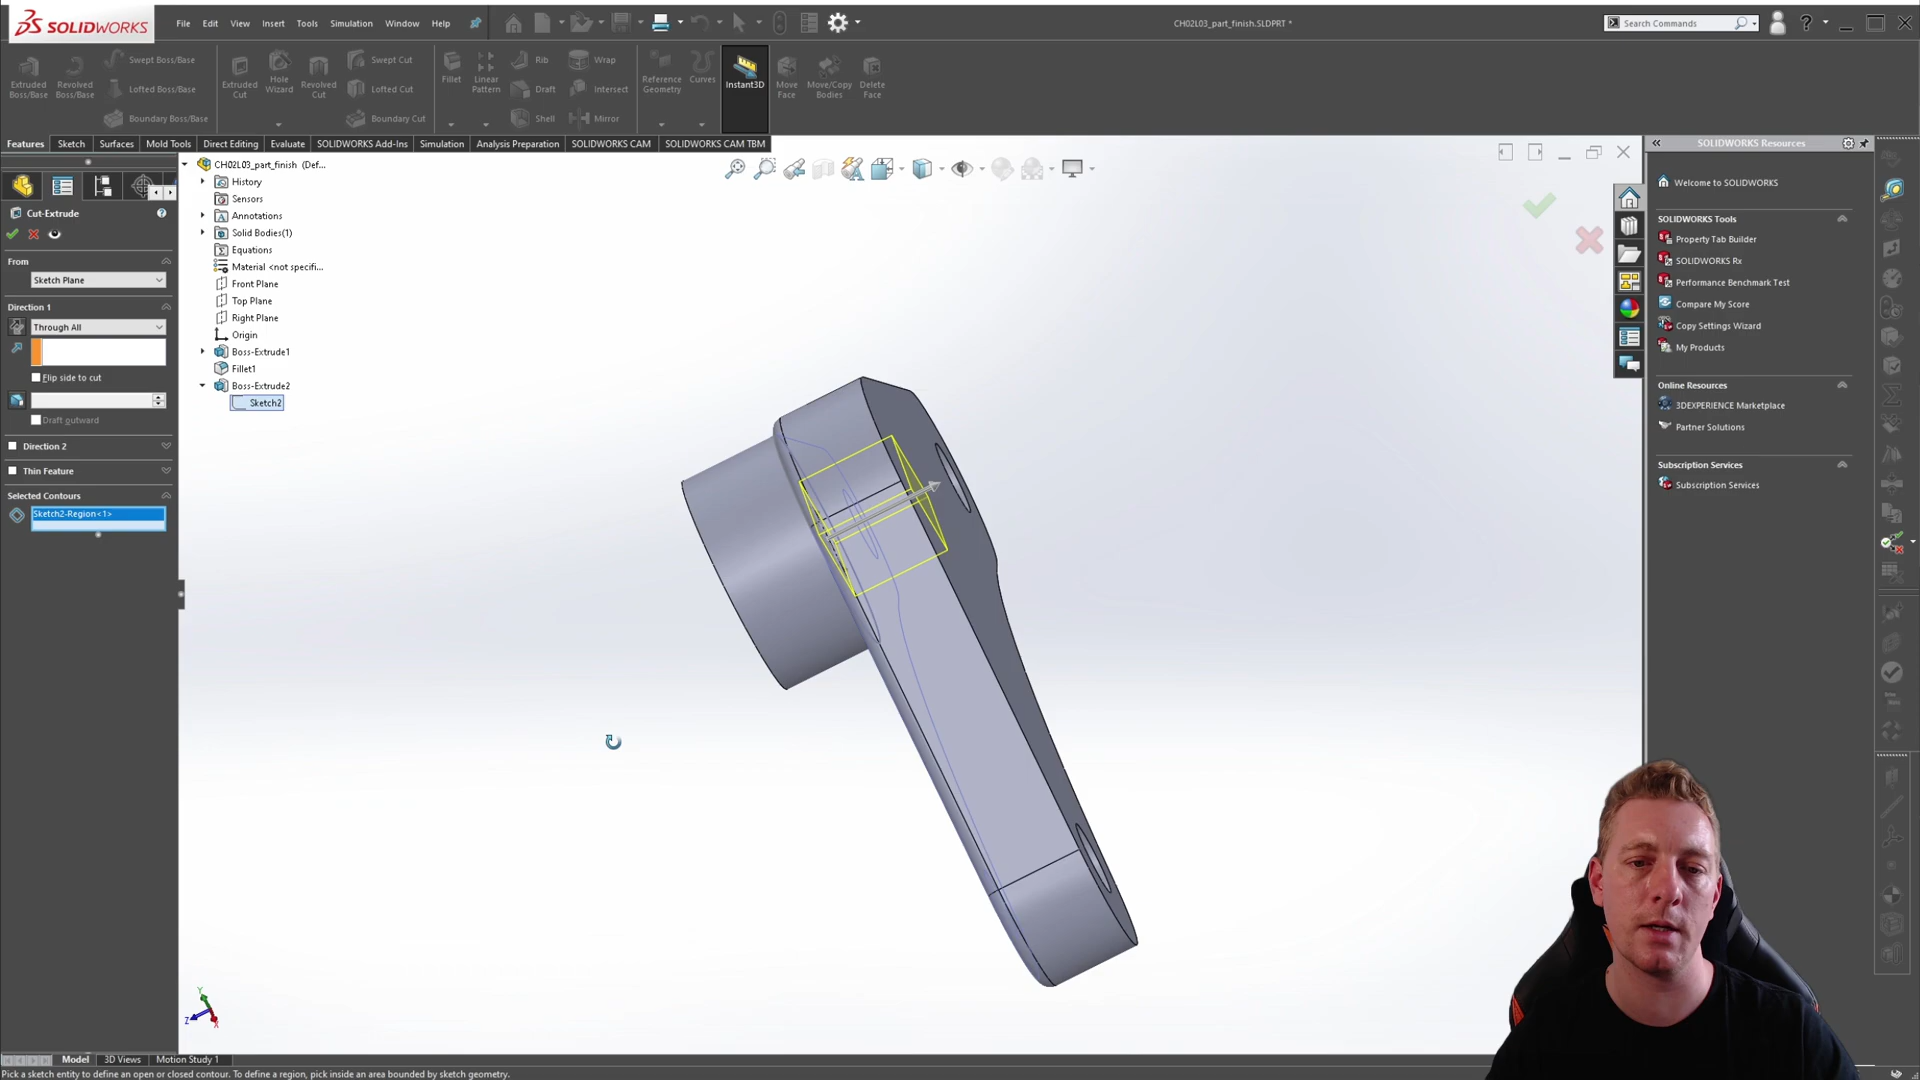 SOLIDWORKS
File Edit View Insert Tools Simulation Window Help
CH02L03_part_finish.SLDPRT *
Search Commands
Extruded Boss/Base
Revolved Boss/Base
Swept Boss/Base
Lofted Boss/Base
Boundary Boss/Base
Extruded Cut
Hole Wizard
Revolved Cut
Swept Cut
Lofted Cut
Boundary Cut
Fillet
Linear Pattern
Rib
Draft
Shell
Wrap
Intersect
Mirror
Reference Geometry
Curves
Instant3D
Move Face
Move/Copy Bodies
Delete Face
Features Sketch Surfaces Mold Tools Direct Editing Evaluate SOLIDWORKS Add-Ins Simulation Analysis Preparation SOLIDWORKS CAM SOLIDWORKS CAM TBM
Cut-Extrude
From
Sketch Plane
Direction 1
Through All
Flip side to cut
Draft outward
Direction 2
Thin Feature
Selected Contours
Sketch2-Region<1>
CH02L03_part_finish (Def...
History
Sensors
Annotations
Solid Bodies(1)
Equations
Material <not specifi...
Front Plane
Top Plane
Right Plane
Origin
Boss-Extrude1
Fillet1
Boss-Extrude2
Sketch2
SOLIDWORKS Resources
Welcome to SOLIDWORKS
SOLIDWORKS Tools
Property Tab Builder
SOLIDWORKS Rx
Performance Benchmark Test
Compare My Score
Copy Settings Wizard
My Products
Online Resources
3DEXPERIENCE Marketplace
Partner Solutions
Subscription Services
Subscription Services
Y
Z
X
Model 3D Views Motion Study 1
Pick a sketch entity to define an open or closed contour. To define a region, pick inside an area bounded by sketch geometry.